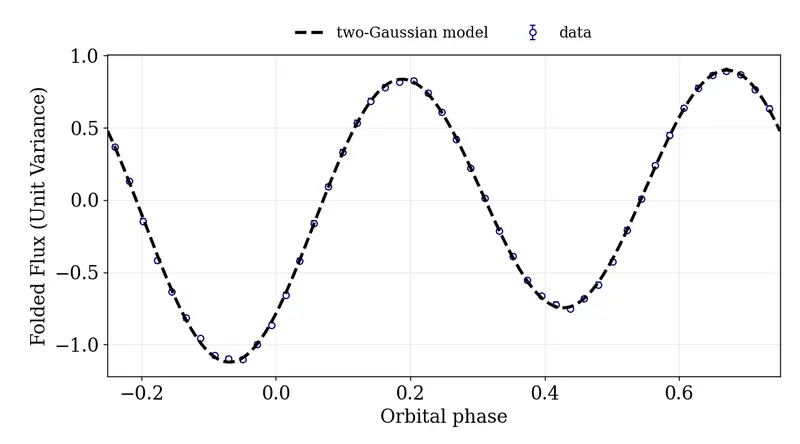 two-Gaussian model data
1.0
0.5
0.0
−0.5
−1.0
Folded Flux (Unit Variance)
−0.2 0.0 0.2 0.4 0.6
Orbital phase